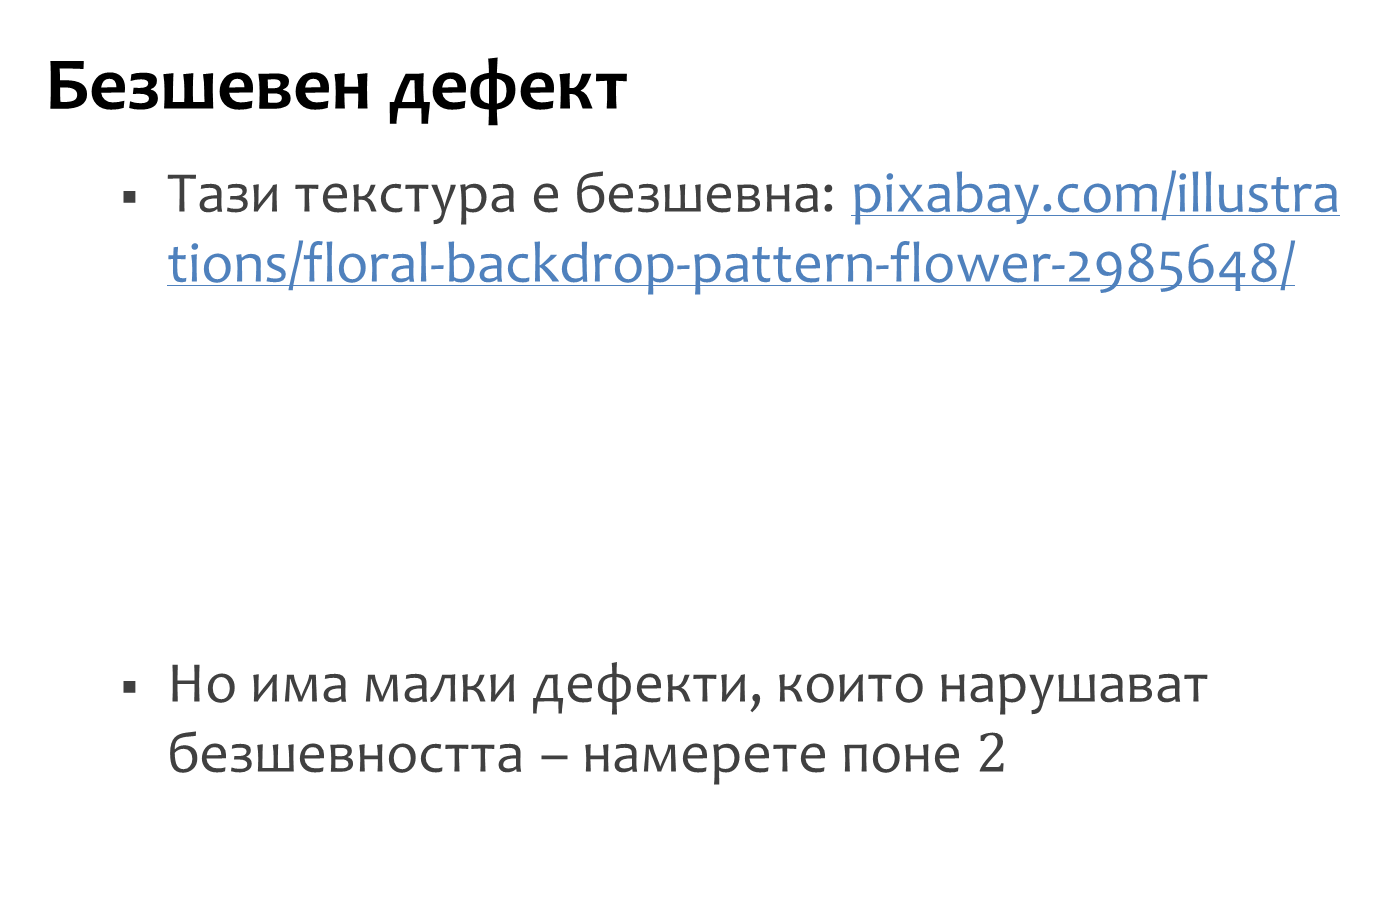 Безшевен дефект
▪ Тази текстура е безшевна: pixabay.com/illustra
tions/floral-backdrop-pattern-flower-2985648/
▪ Но има малки дефекти, които нарушават
безшевността – намерете поне 2